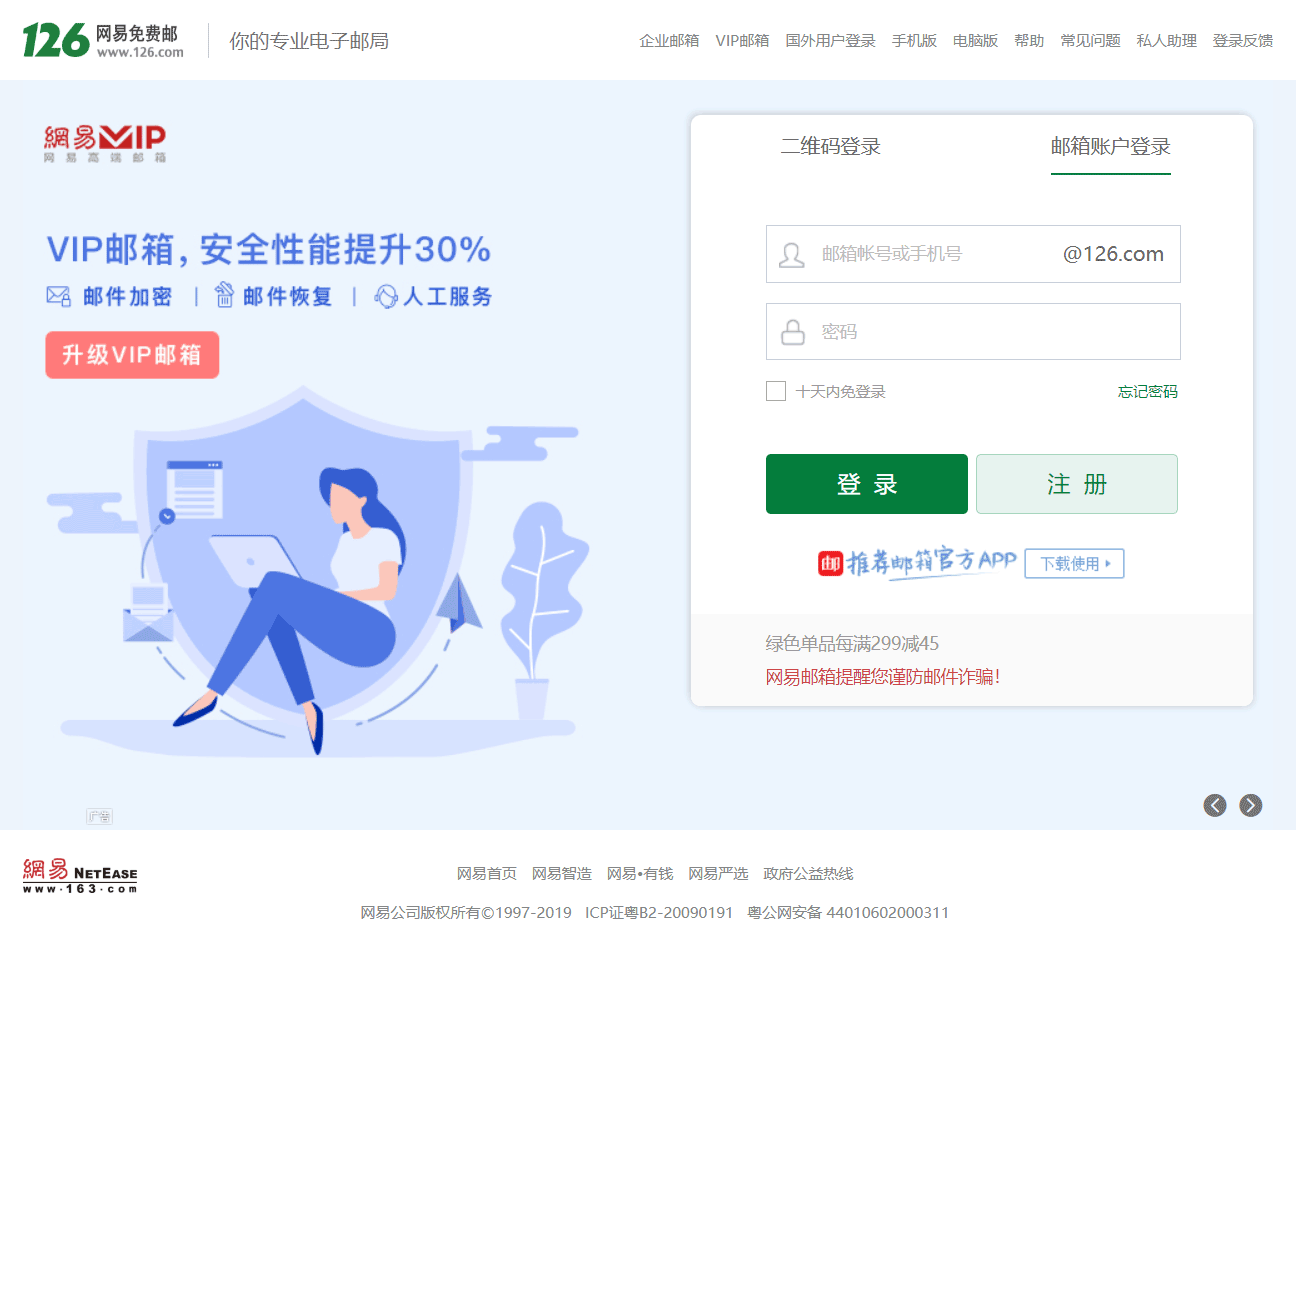 126 网易免费邮 www.126.com
你的专业电子邮局
企业邮箱 VIP邮箱 国外用户登录 手机版 电脑版 帮助 常见问题 私人助理 登录反馈
網易VIP
网易高端邮箱
VIP邮箱，安全性能提升30%
邮件加密 | 邮件恢复 | 人工服务
升级VIP邮箱
广告
二维码登录 邮箱账户登录
邮箱帐号或手机号 @126.com
密码
十天内免登录 忘记密码
登 录 注 册
邮 推荐邮箱官方APP 下载使用
绿色单品每满299减45
网易邮箱提醒您谨防邮件诈骗！
網易 NETEASE
www.163.com
网易首页 网易智造 网易•有钱 网易严选 政府公益热线
网易公司版权所有©1997-2019 ICP证粤B2-20090191 粤公网安备 44010602000311